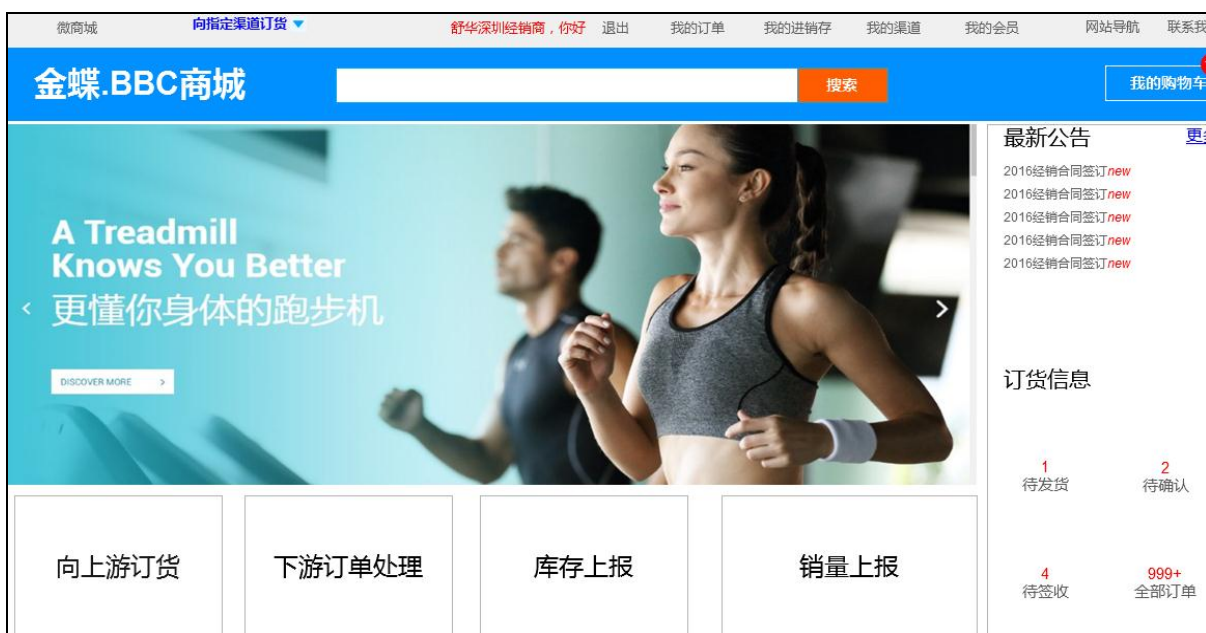 微商城 向指定渠道订货 舒华深圳经销商，你好 退出 我的订单 我的进销存 我的渠道 我的会员 网站导航 联系我
金蝶.BBC商城 搜索 我的购物车
A Treadmill
Knows You Better
更懂你身体的跑步机
DISCOVER MORE
最新公告
2016经销合同签订new
2016经销合同签订new
2016经销合同签订new
2016经销合同签订new
2016经销合同签订new
订货信息
1 2
待发货 待确认
4 999+
待签收 全部订单
向上游订货 下游订单处理 库存上报 销量上报